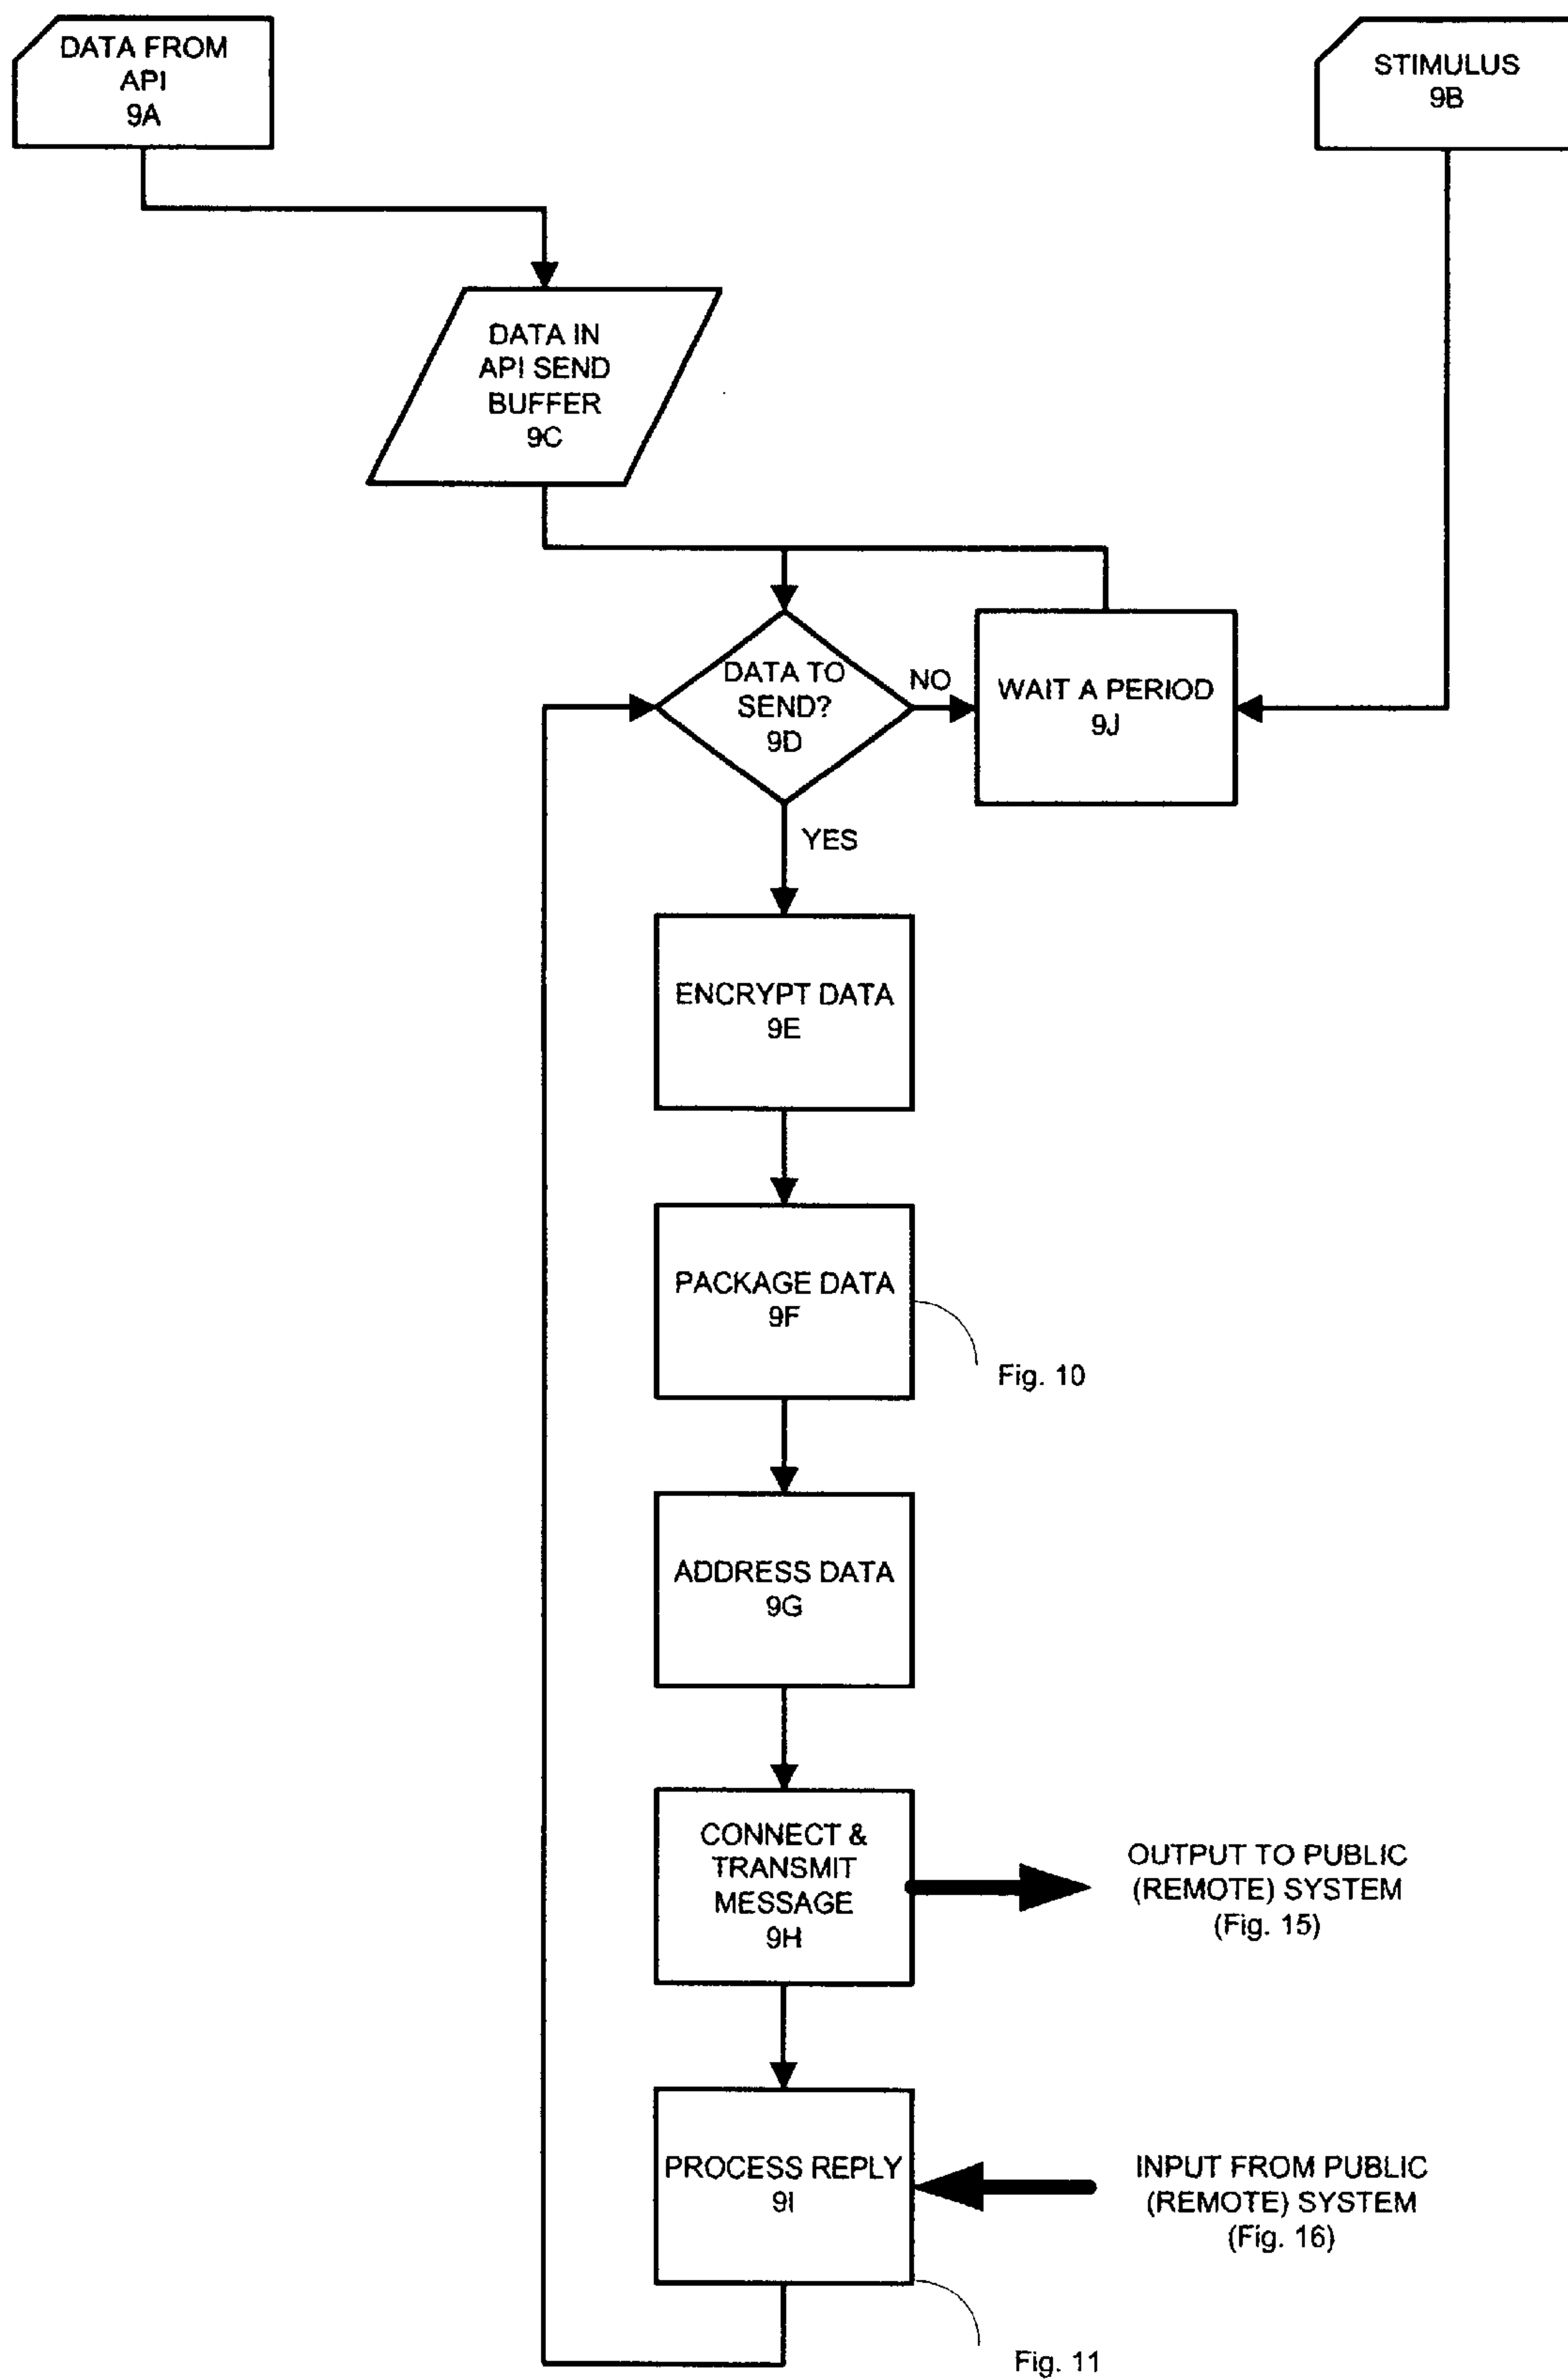 DATA FROM
API
9A
STIMULUS
9B
DATA IN
API SEND
BUFFER
9C
DATA TO
SEND?
9D
NO
WAIT A PERIOD
9J
YES
ENCRYPT DATA
9E
PACKAGE DATA
9F
Fig. 10
ADDRESS DATA
9G
CONNECT &
TRANSMIT
MESSAGE
9H
OUTPUT TO PUBLIC
(REMOTE) SYSTEM
(Fig. 15)
PROCESS REPLY
9I
INPUT FROM PUBLIC
(REMOTE) SYSTEM
(Fig. 16)
Fig. 11